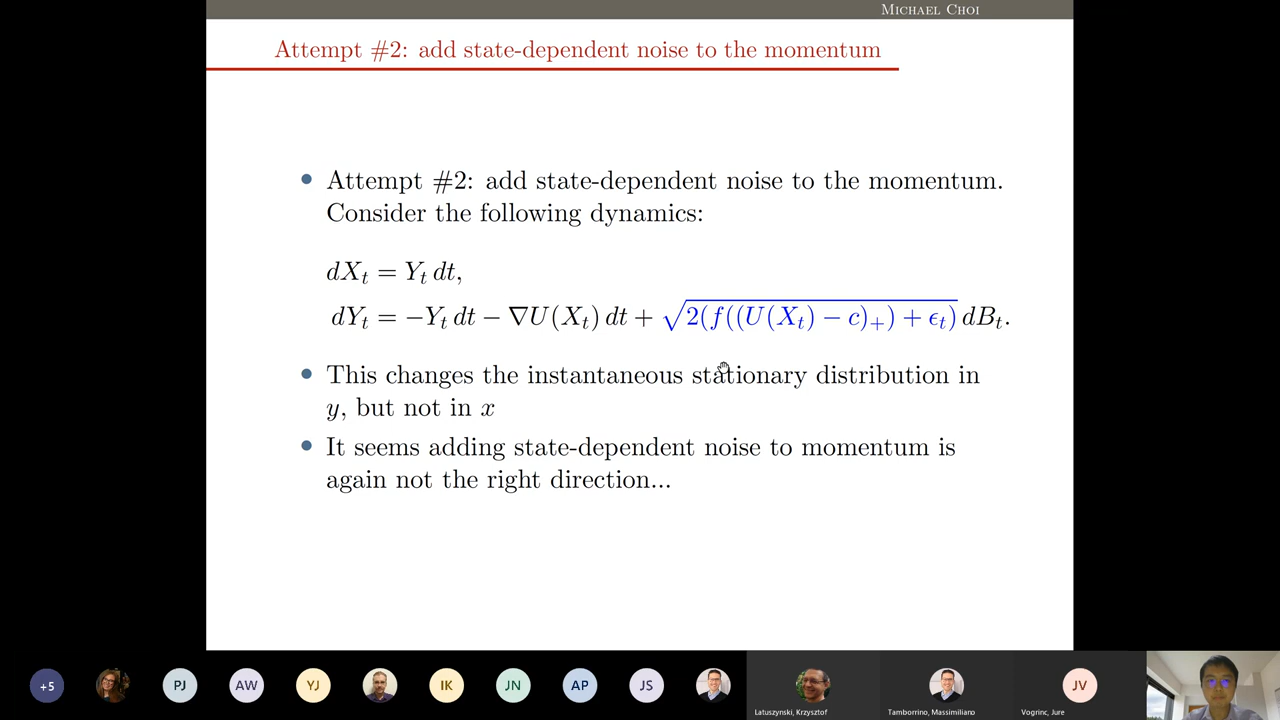 MICHAEL CHOI
Attempt #2: add state-dependent noise to the momentum
• Attempt #2: add state-dependent noise to the momentum.
Consider the following dynamics:
dX_t = Y_t dt,
dY_t = −Y_t dt − ∇U(X_t) dt + √2(f((U(X_t) − c)_+) + ϵ_t) dB_t.
• This changes the instantaneous stationary distribution in
y, but not in x
• It seems adding state-dependent noise to momentum is
again not the right direction...
+5
PJ
AW
YJ
IK
JN
AP
JS
JV
Latuszynski, Krzysztof
Tamborrino, Massimiliano
Vogrinc, Jure